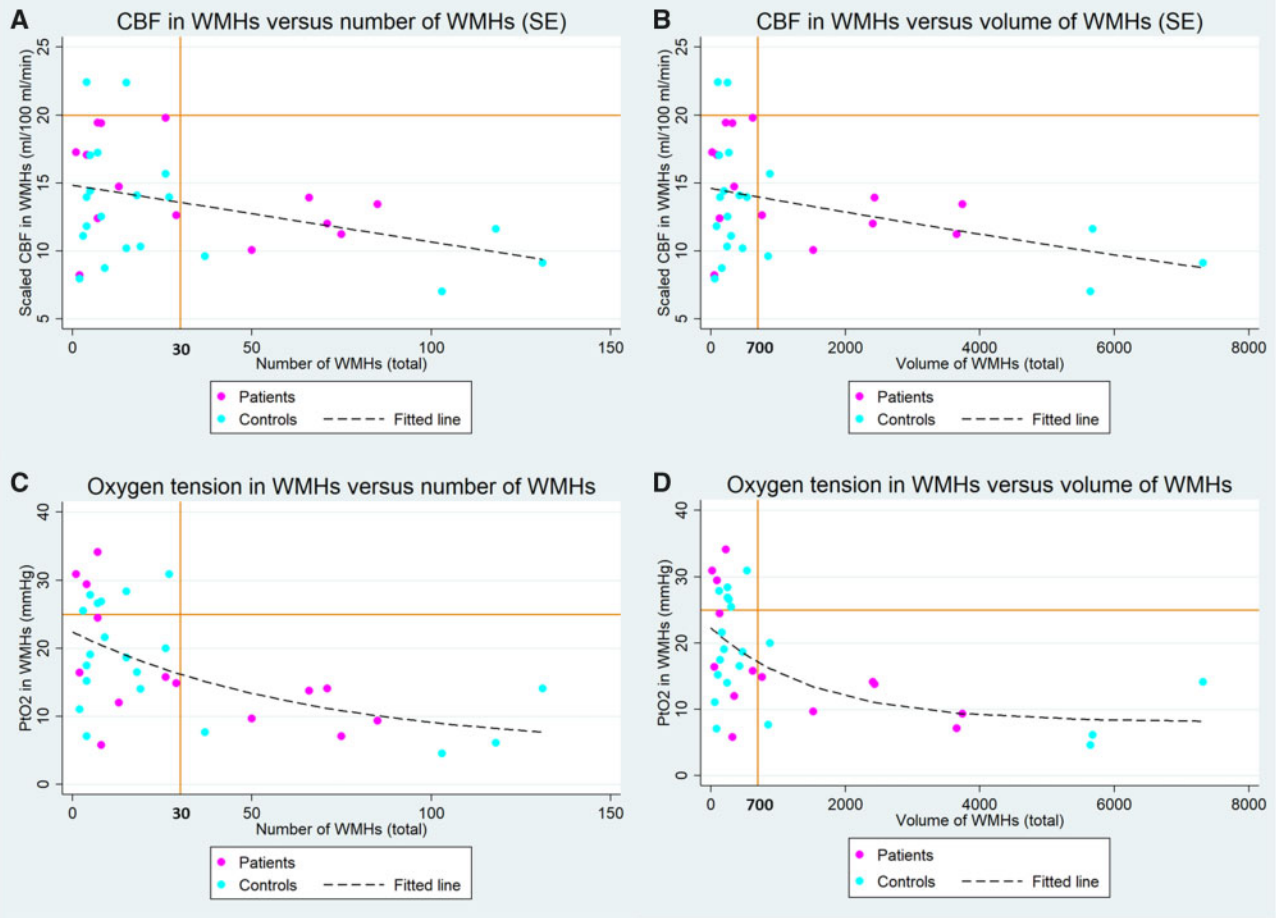 A
CBF in WMHs versus number of WMHs (SE)
Scaled CBF in WMHs (ml/100 ml/min)
25
20
15
10
5
0
30
50
100
150
Number of WMHs (total)
Patients
Controls
Fitted line
B
CBF in WMHs versus volume of WMHs (SE)
Scaled CBF in WMHs (ml/100 ml/min)
25
20
15
10
5
0
700
2000
4000
6000
8000
Volume of WMHs (total)
Patients
Controls
Fitted line
C
Oxygen tension in WMHs versus number of WMHs
PtO2 in WMHs (mmHg)
40
30
20
10
0
0
30
50
100
150
Number of WMHs (total)
Patients
Controls
Fitted line
D
Oxygen tension in WMHs versus volume of WMHs
PtO2 in WMHs (mmHg)
40
30
20
10
0
0
700
2000
4000
6000
8000
Volume of WMHs (total)
Patients
Controls
Fitted line